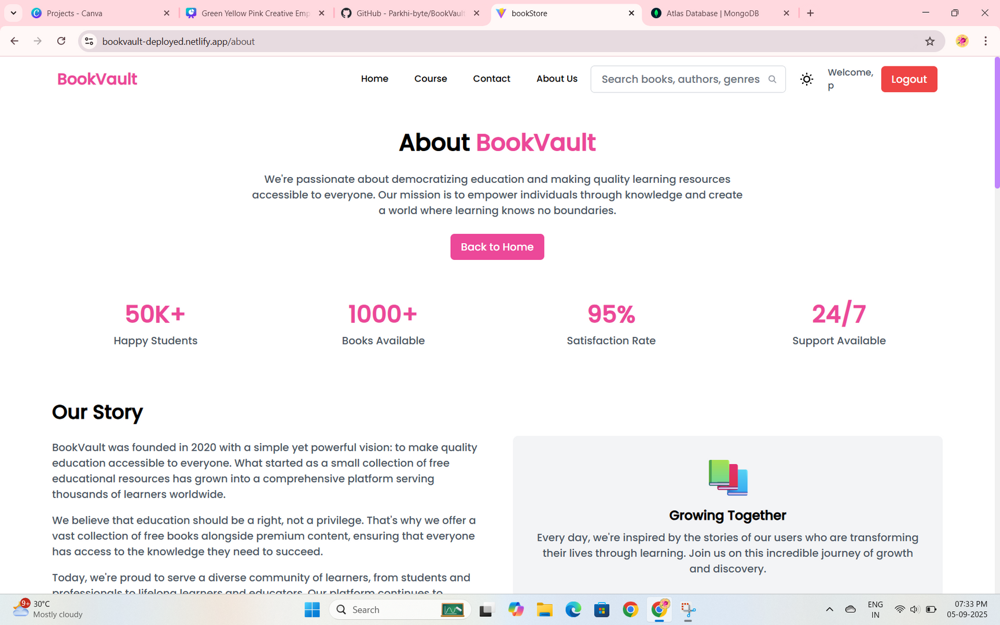 Projects - Canva
Green Yellow Pink Creative Emp
GitHub - Parkhi-byte/BookVault
bookStore
Atlas Database | MongoDB
bookvault-deployed.netlify.app/about
BookVault
Home
Course
Contact
About Us
Search books, authors, genres
Welcome,
p
Logout
About BookVault
We're passionate about democratizing education and making quality learning resources
accessible to everyone. Our mission is to empower individuals through knowledge and create
a world where learning knows no boundaries.
Back to Home
50K+
Happy Students
1000+
Books Available
95%
Satisfaction Rate
24/7
Support Available
Our Story
BookVault was founded in 2020 with a simple yet powerful vision: to make quality
education accessible to everyone. What started as a small collection of free
educational resources has grown into a comprehensive platform serving
thousands of learners worldwide.
We believe that education should be a right, not a privilege. That's why we offer a
vast collection of free books alongside premium content, ensuring that everyone
has access to the knowledge they need to succeed.
Today, we're proud to serve a diverse community of learners, from students and
professionals to lifelong learners and educators. Our platform continues to
Growing Together
Every day, we're inspired by the stories of our users who are transforming
their lives through learning. Join us on this incredible journey of growth
and discovery.
9+
30°C
Mostly cloudy
Search
ENG
IN
07:33 PM
05-09-2025